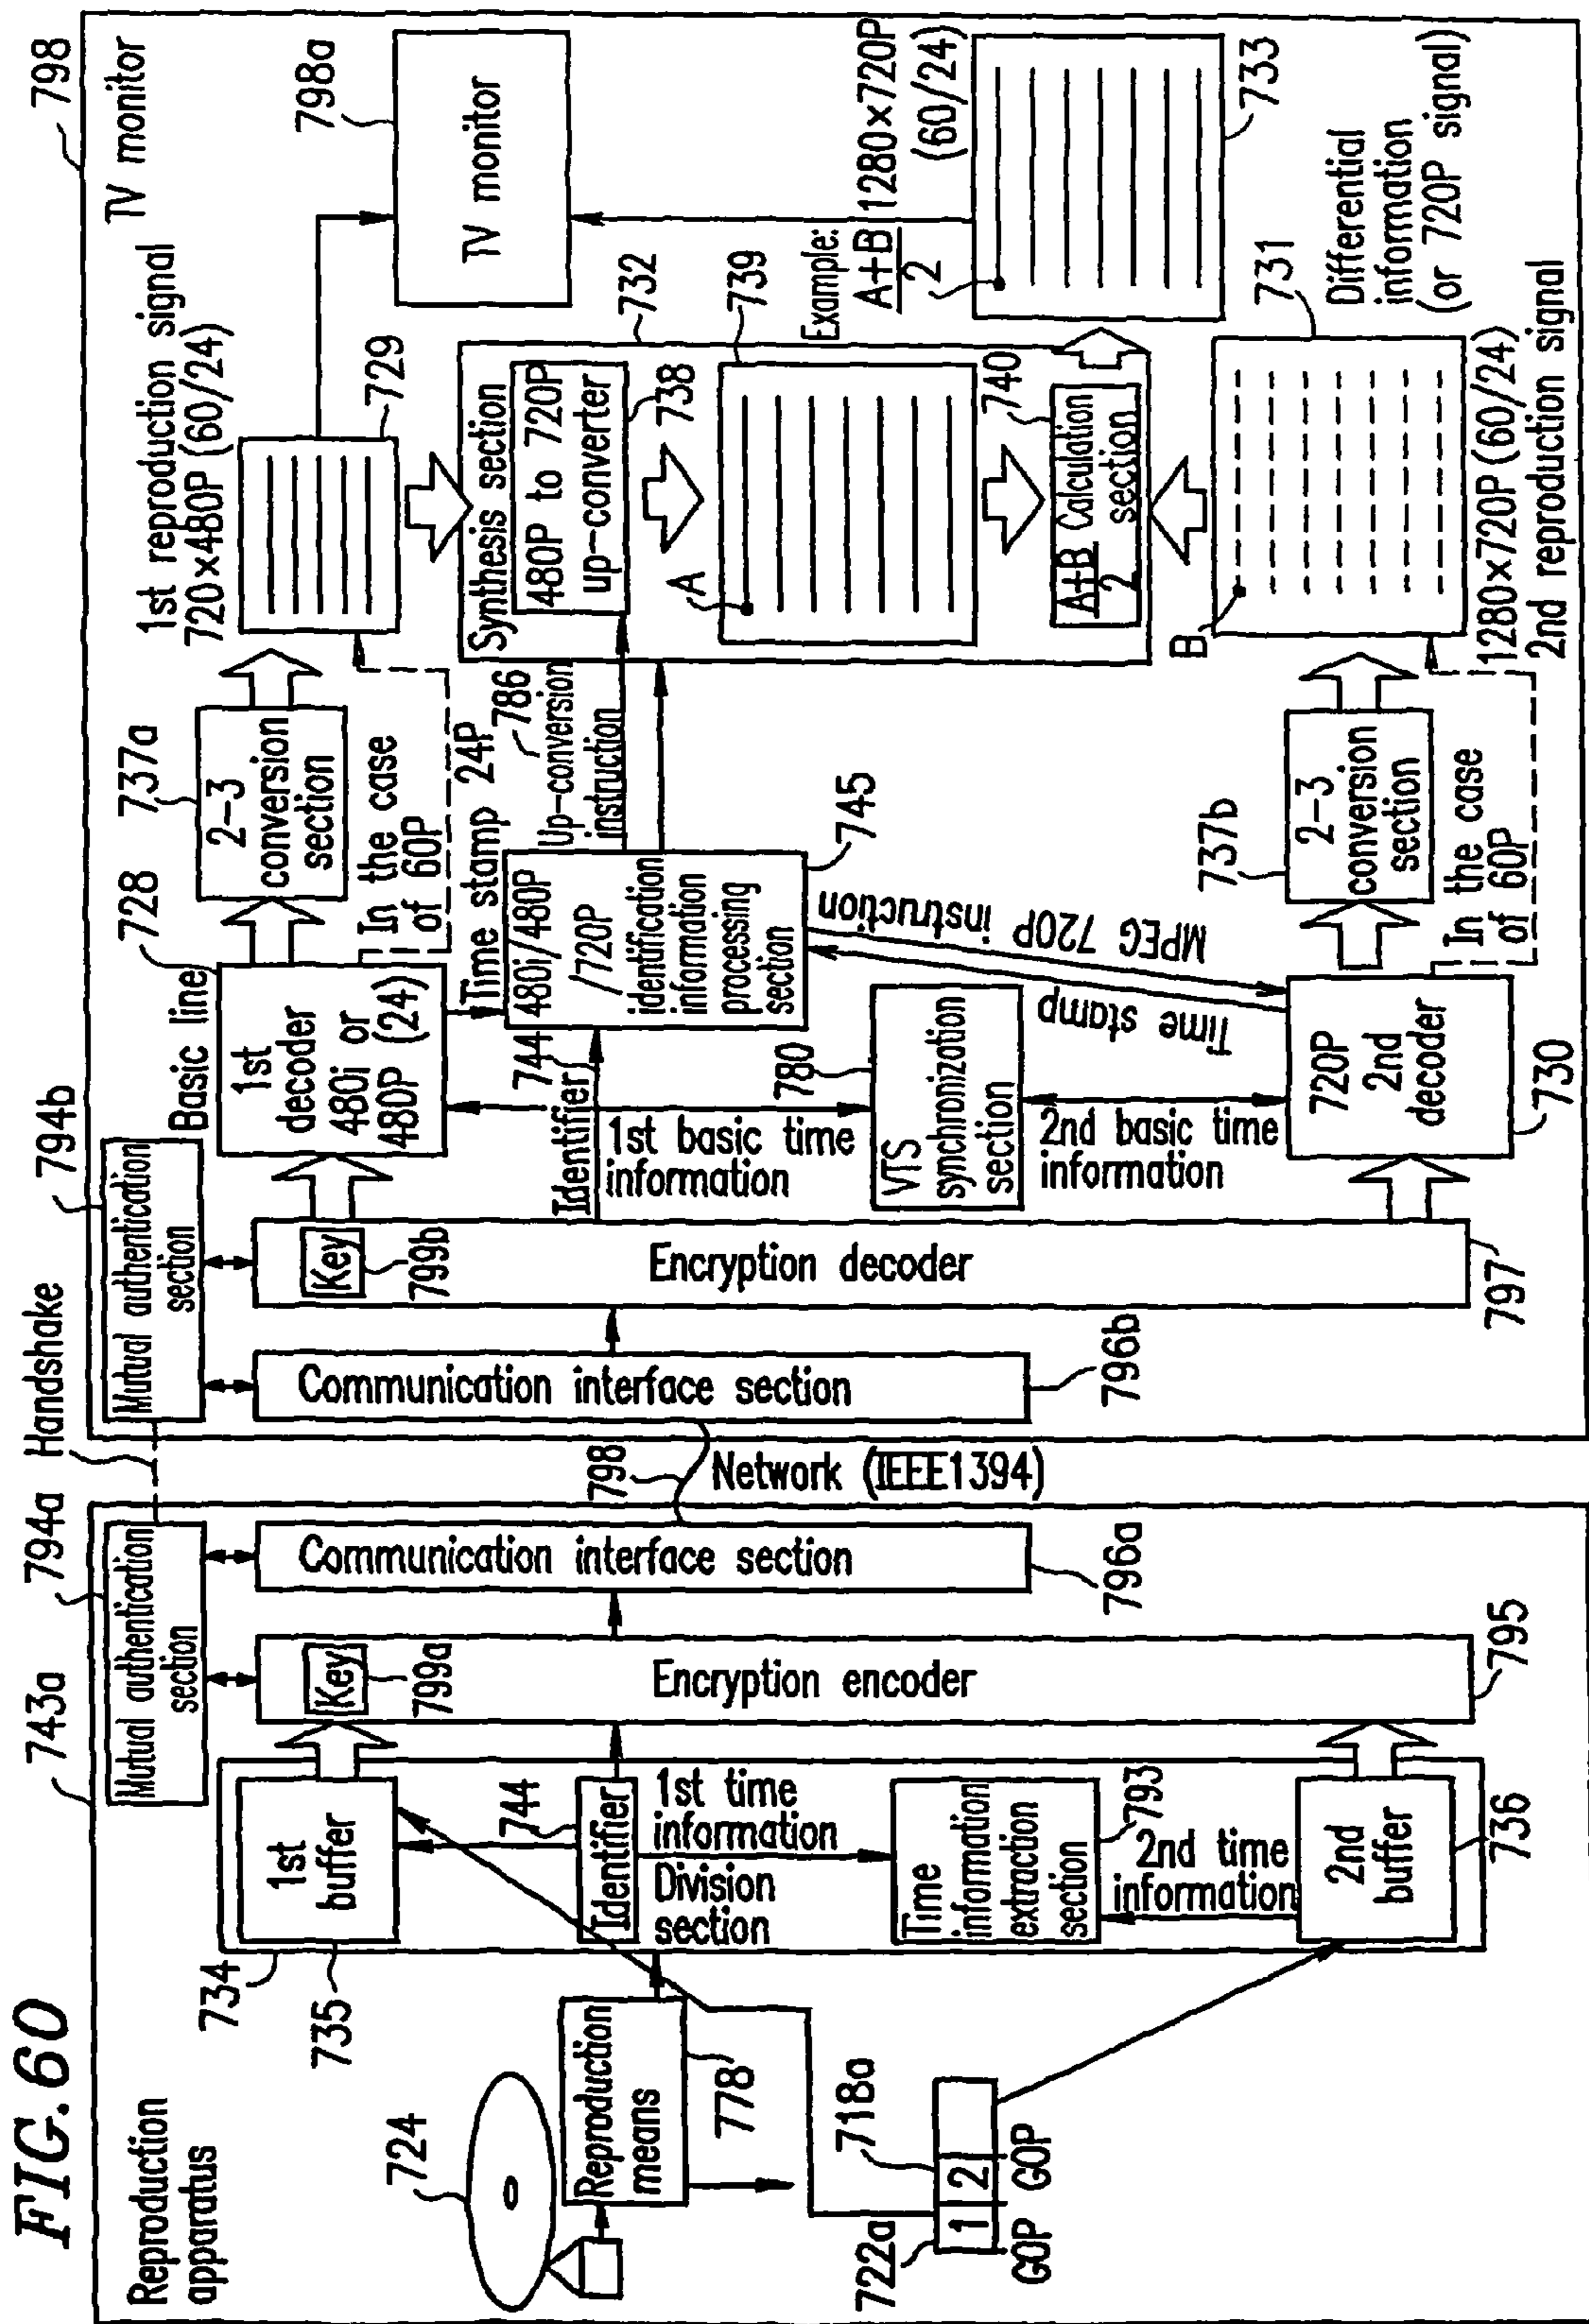 FIG. 60
Reproduction
apparatus
743a
794a
Handshake
794b
798
TV monitor
Mutual authentication
section
Mutual authentication
section
724
Reproduction
means
778
722a
718a
1
2
GOP
GOP
734
735
1st
buffer
744
Identifier
1st time
information
Division
section
Time
information
extraction
section
793
2nd time
information
2nd
buffer
736
Key
799a
Encryption encoder
795
Communication interface section
796a
798
Network (IEEE1394)
Communication interface section
796b
Key
799b
Encryption decoder
797
Basic line
728
1st
decoder
480i or
480P (24)
744
Identifier
1st basic time
information
780
VTS
synchronization
section
2nd basic time
information
720P
2nd
decoder
730
737a
2-3
conversion
section
In the case
of 60P
Time stamp 24P
480i/480P
/720P
identification
information
processing
section
745
786
Up-conversion
instruction
MPEG 720P instruction
Time stamp
737b
2-3
conversion
section
In the case
of 60P
1st reproduction signal
720×480P (60/24)
729
Synthesis section
732
480P to 720P
up-converter
738
A
739
740
A+B
2
Calculation
section
B
731
1280×720P (60/24)
2nd reproduction signal
Differential
information
(or 720P signal)
798a
TV monitor
Example:
A+B
2
1280×720P
(60/24)
733